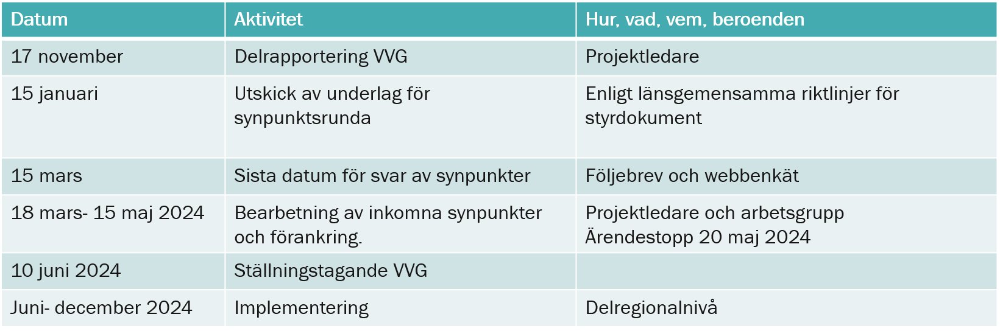 Datum Aktivitet Hur, vad, vem, beroenden
17 november Delrapportering VVG Projektledare
15 januari Utskick av underlag för Enligt länsgemensamma riktlinjer för
synpunktsrunda styrdokument
15 mars Sista datum för svar av synpunkter Följebrev och webbenkät
18 mars- 15 maj 2024 Bearbetning av inkomna synpunkter Projektledare och arbetsgrupp
och förankring. Ärendestopp 20 maj 2024
10 juni 2024 Ställningstagande VVG
Juni- december 2024 Implementering Delregionalnivå